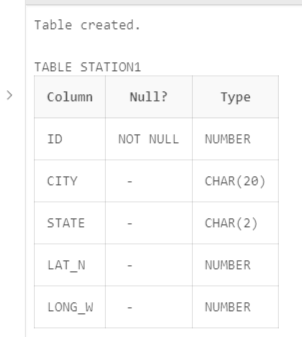 Table created.
TABLE STATION1
Column Null? Type
ID NOT NULL NUMBER
CITY - CHAR(20)
STATE - CHAR(2)
LAT_N - NUMBER
LONG_W - NUMBER